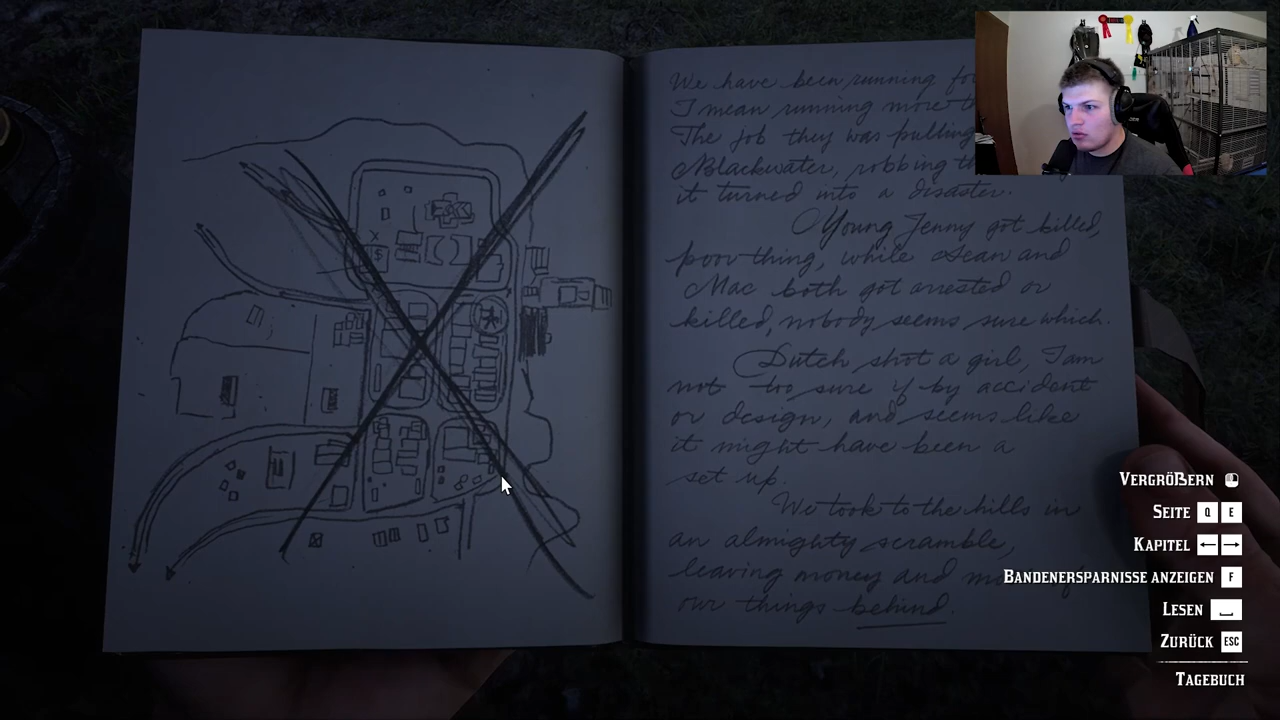 We have been running
I mean running more
The job they was pulling
Blackwater, robbing
it turned into a disaster.
Young Jenny got killed,
poor thing, while Sean and
Mac both got arrested or
killed, nobody seems sure which.
Dutch shot a girl, I am
not too sure if by accident
or design, and seems like
it might have been a
set up.
We took to the hills in
an almighty scramble,
leaving money and of
our things behind.
$
VERGRÖẞERN
SEITE Q E
KAPITEL ← →
BANDENERSPARNISSE ANZEIGEN F
LESEN
ZURÜCK ESC
TAGEBUCH